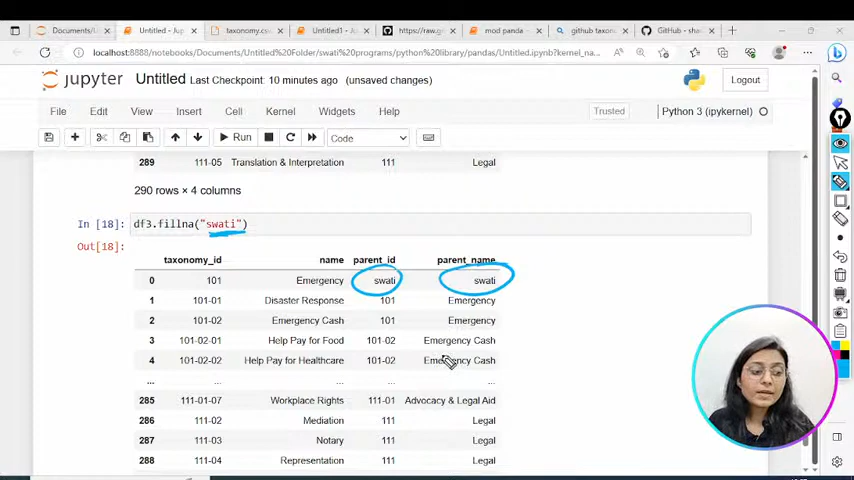 Documents/
Untitled - Jup
taxonomy.cs
Untitled1 - J
https://raw.g
mod panda -
github taxon
GitHub - sha
localhost:8888/notebooks/Documents/Untitled%20Folder/swati%20programs/python%20library/pandas/Untitled.ipynb?kernel_na...
jupyter Untitled Last Checkpoint: 10 minutes ago (unsaved changes)
Logout
File Edit View Insert Cell Kernel Widgets Help
Trusted
Python 3 (ipykernel)
Run
Code
289 111-05 Translation & Interpretation 111 Legal
290 rows × 4 columns
In [18]: df3.fillna("swati")
Out[18]:
taxonomy_id name parent_id parent_name
0 101 Emergency swati swati
1 101-01 Disaster Response 101 Emergency
2 101-02 Emergency Cash 101 Emergency
3 101-02-01 Help Pay for Food 101-02 Emergency Cash
4 101-02-02 Help Pay for Healthcare 101-02 Emergency Cash
... ... ... ... ...
285 111-01-07 Workplace Rights 111-01 Advocacy & Legal Aid
286 111-02 Mediation 111 Legal
287 111-03 Notary 111 Legal
288 111-04 Representation 111 Legal